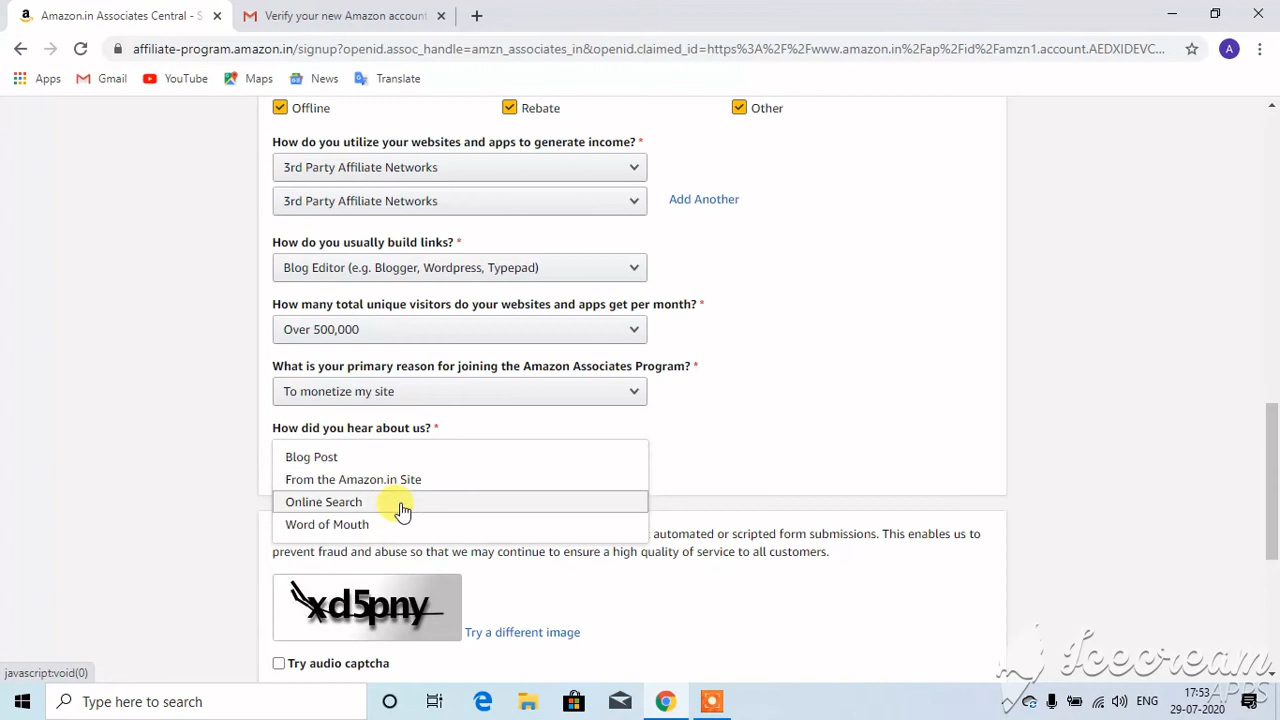 Amazon.in Associates Central - S
Verify your new Amazon account
affiliate-program.amazon.in/signup?openid.assoc_handle=amzn_associates_in&openid.claimed_id=https%3A%2F%2Fwww.amazon.in%2Fap%2Fid%2Famzn1.account.AEDXIDEVC...
A
Apps Gmail YouTube Maps News Translate
Offline Rebate Other
How do you utilize your websites and apps to generate income? *
3rd Party Affiliate Networks
3rd Party Affiliate Networks Add Another
How do you usually build links? *
Blog Editor (e.g. Blogger, Wordpress, Typepad)
How many total unique visitors do your websites and apps get per month? *
Over 500,000
What is your primary reason for joining the Amazon Associates Program? *
To monetize my site
How did you hear about us? *
Blog Post
From the Amazon.in Site
Online Search
Word of Mouth
automated or scripted form submissions. This enables us to
prevent fraud and abuse so that we may continue to ensure a high quality of service to all customers.
xd5pny
Try a different image
Try audio captcha
javascript:void(0)
Icecream
APPS
Type here to search
ENG
17:53
29-07-2020